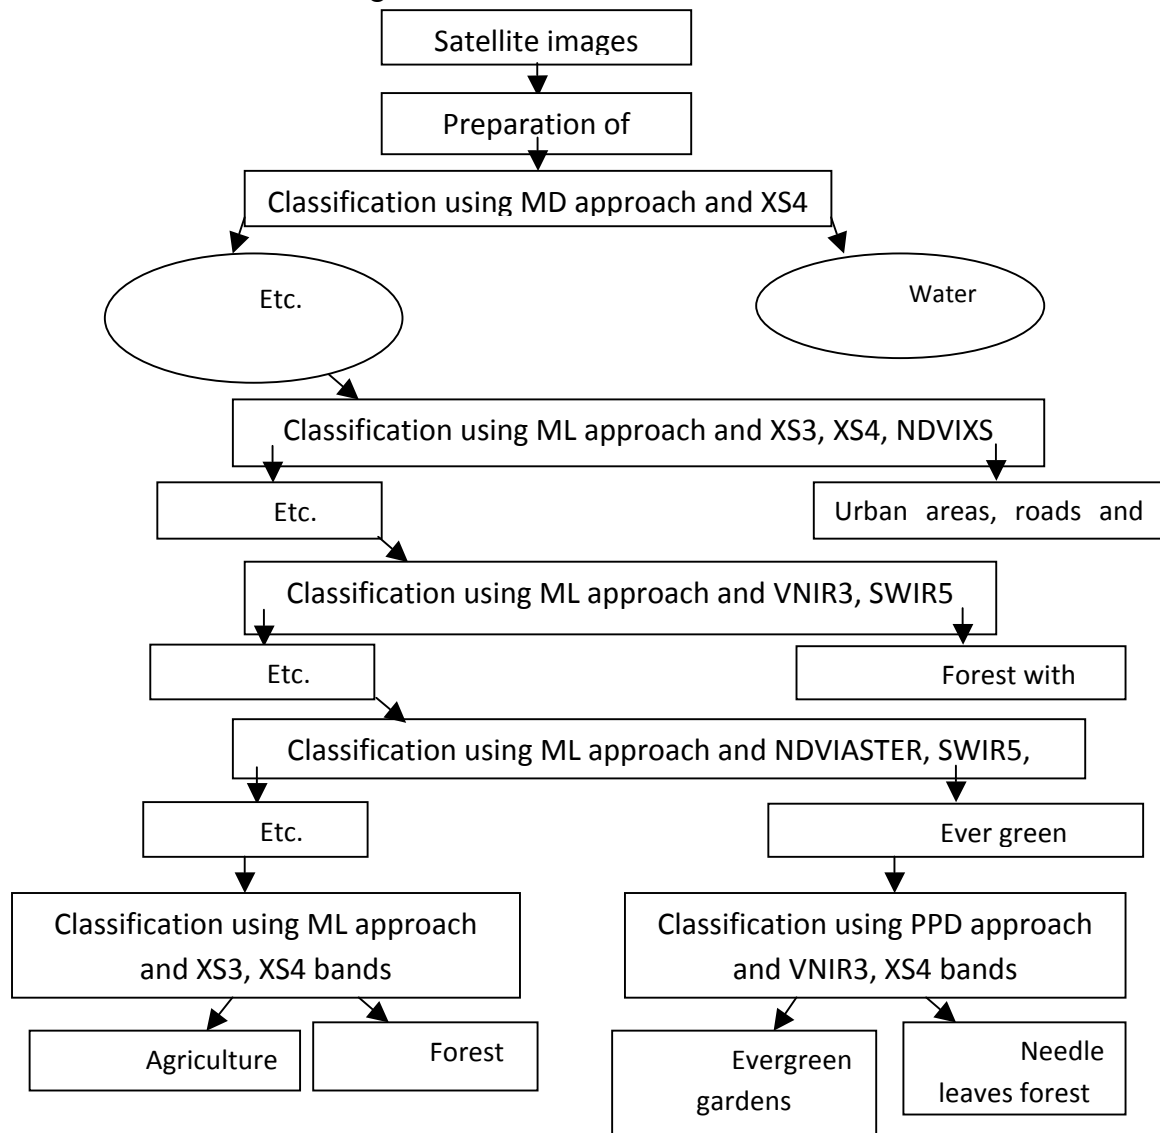 Satellite images
Preparation of
Classification using MD approach and XS4
Etc.
Water
Classification using ML approach and XS3, XS4, NDVIXS
Etc.
Urban areas, roads and
Classification using ML approach and VNIR3, SWIR5
Etc.
Forest with
Classification using ML approach and NDVIASTER, SWIR5,
Etc.
Ever green
Classification using ML approach
and XS3, XS4 bands
Classification using PPD approach
and VNIR3, XS4 bands
Agriculture
Forest
Evergreen
gardens
Needle
leaves forest